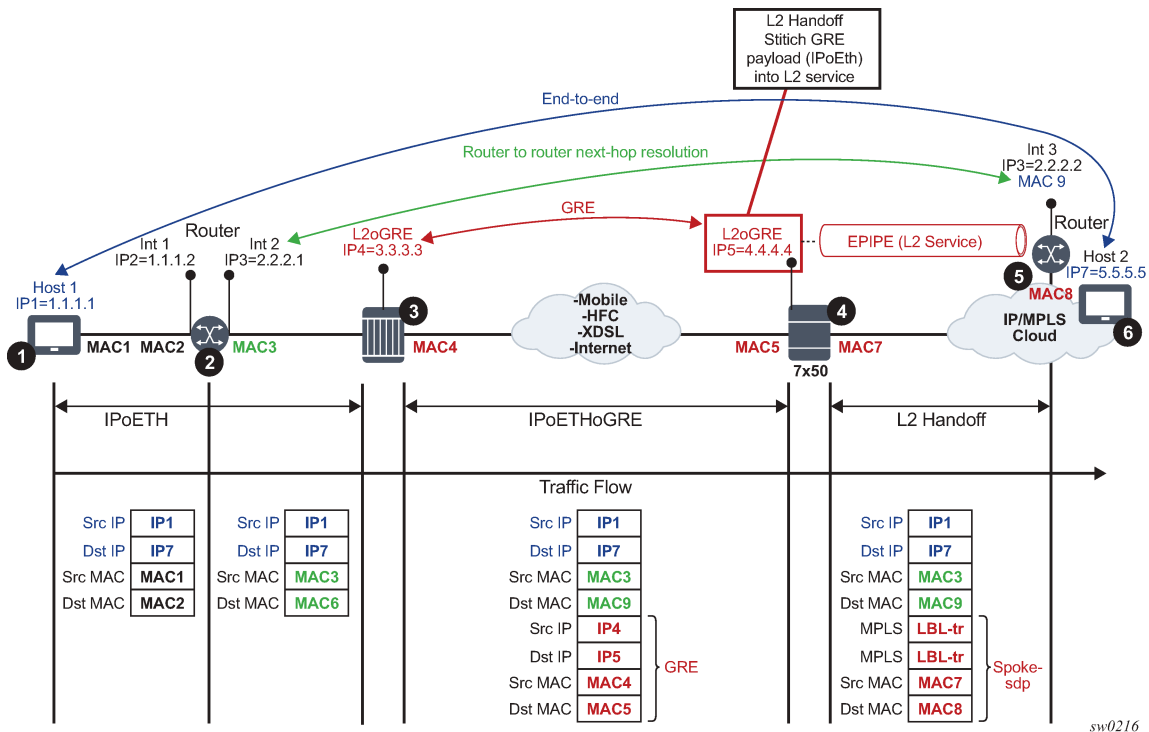 L2 Handoff
Stitich GRE
payload (IPoEth)
into L2 service
End-to-end
Router to router next-hop resolution
Int 3
IP3=2.2.2.2
MAC 9
GRE
Router
Int 1
IP2=1.1.1.2
Int 2
IP3=2.2.2.1
L2oGRE
IP4=3.3.3.3
L2oGRE
IP5=4.4.4.4
EPIPE (L2 Service)
Router
Host 1
IP1=1.1.1.1
Host 2
IP7=5.5.5.5
5
MAC8
3
4
-Mobile
-HFC
-XDSL
-Internet
IP/MPLS
Cloud
6
1
MAC1
MAC2
2
MAC3
MAC4
MAC5
MAC7
7x50
IPoETH
IPoETHoGRE
L2 Handoff
Traffic Flow
Src IP IP1
Dst IP IP7
Src MAC MAC1
Dst MAC MAC2
Src IP IP1
Dst IP IP7
Src MAC MAC3
Dst MAC MAC6
Src IP IP1
Dst IP IP7
Src MAC MAC3
Dst MAC MAC9
Src IP IP4
Dst IP IP5
Src MAC MAC4
Dst MAC MAC5
GRE
Src IP IP1
Dst IP IP7
Src MAC MAC3
Dst MAC MAC9
MPLS LBL-tr
MPLS LBL-tr
Src MAC MAC7
Dst MAC MAC8
Spoke-
sdp
sw0216